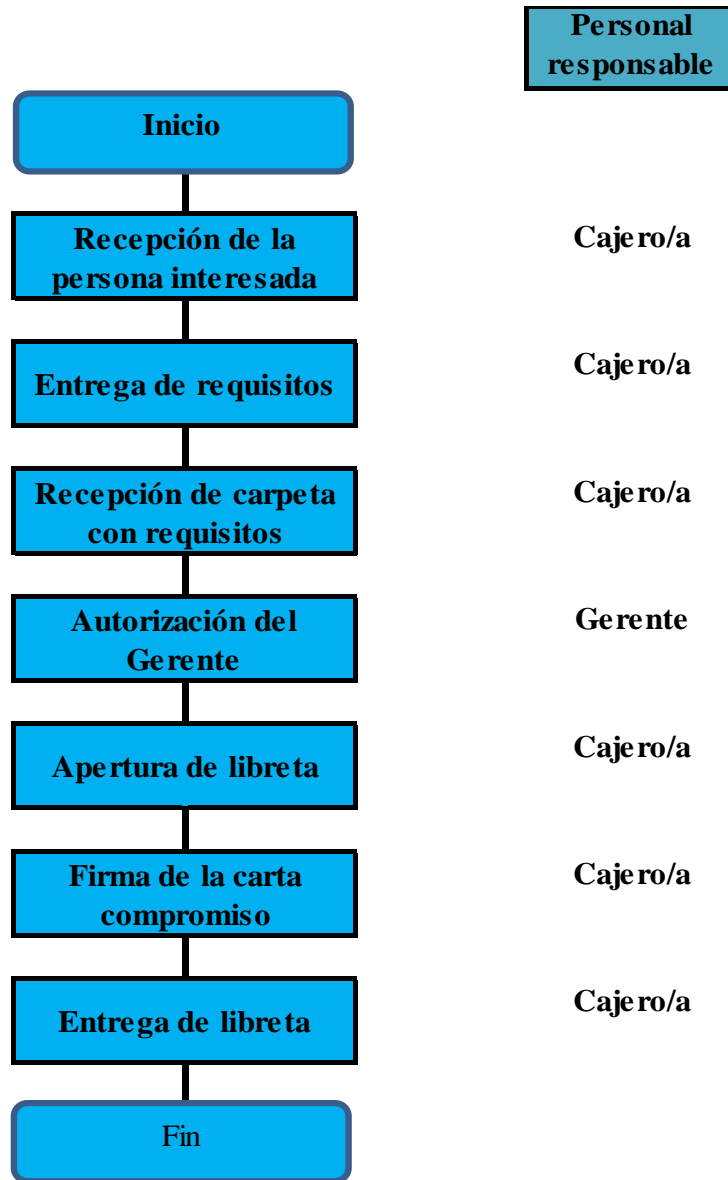 Personal
responsable
Inicio
Recepción de la
persona interesada
Cajero/a
Entrega de requisitos
Cajero/a
Recepción de carpeta
con requisitos
Cajero/a
Autorización del
Gerente
Gerente
Apertura de libreta
Cajero/a
Firma de la carta
compromiso
Cajero/a
Entrega de libreta
Cajero/a
Fin